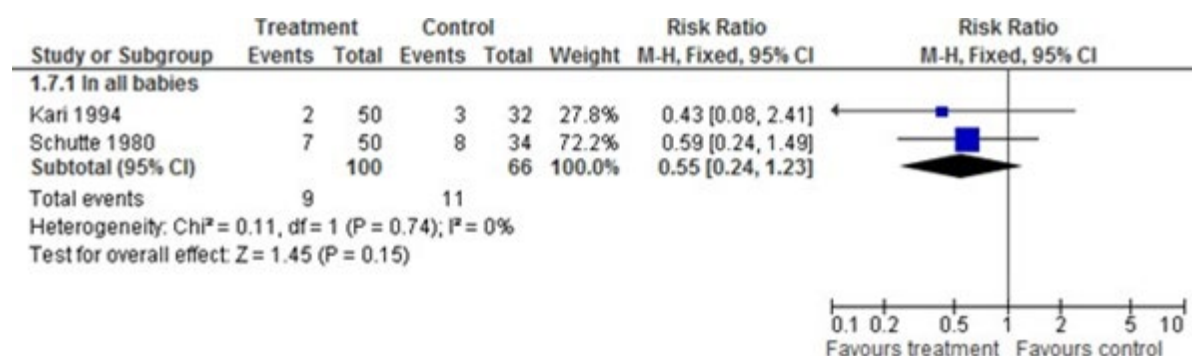 Treatment Control Risk Ratio Risk Ratio
Study or Subgroup Events Total Events Total Weight M-H, Fixed, 95% CI M-H, Fixed, 95% CI
1.7.1 In all babies
Kari 1994 2 50 3 32 27.8% 0.43 [0.08, 2.41]
Schutte 1980 7 50 8 34 72.2% 0.59 [0.24, 1.49]
Subtotal (95% CI) 100 66 100.0% 0.55 [0.24, 1.23]
Total events 9 11
Heterogeneity: Chi² = 0.11, df = 1 (P = 0.74); I² = 0%
Test for overall effect: Z = 1.45 (P = 0.15)
0.1 0.2 0.5 1 2 5 10
Favours treatment Favours control